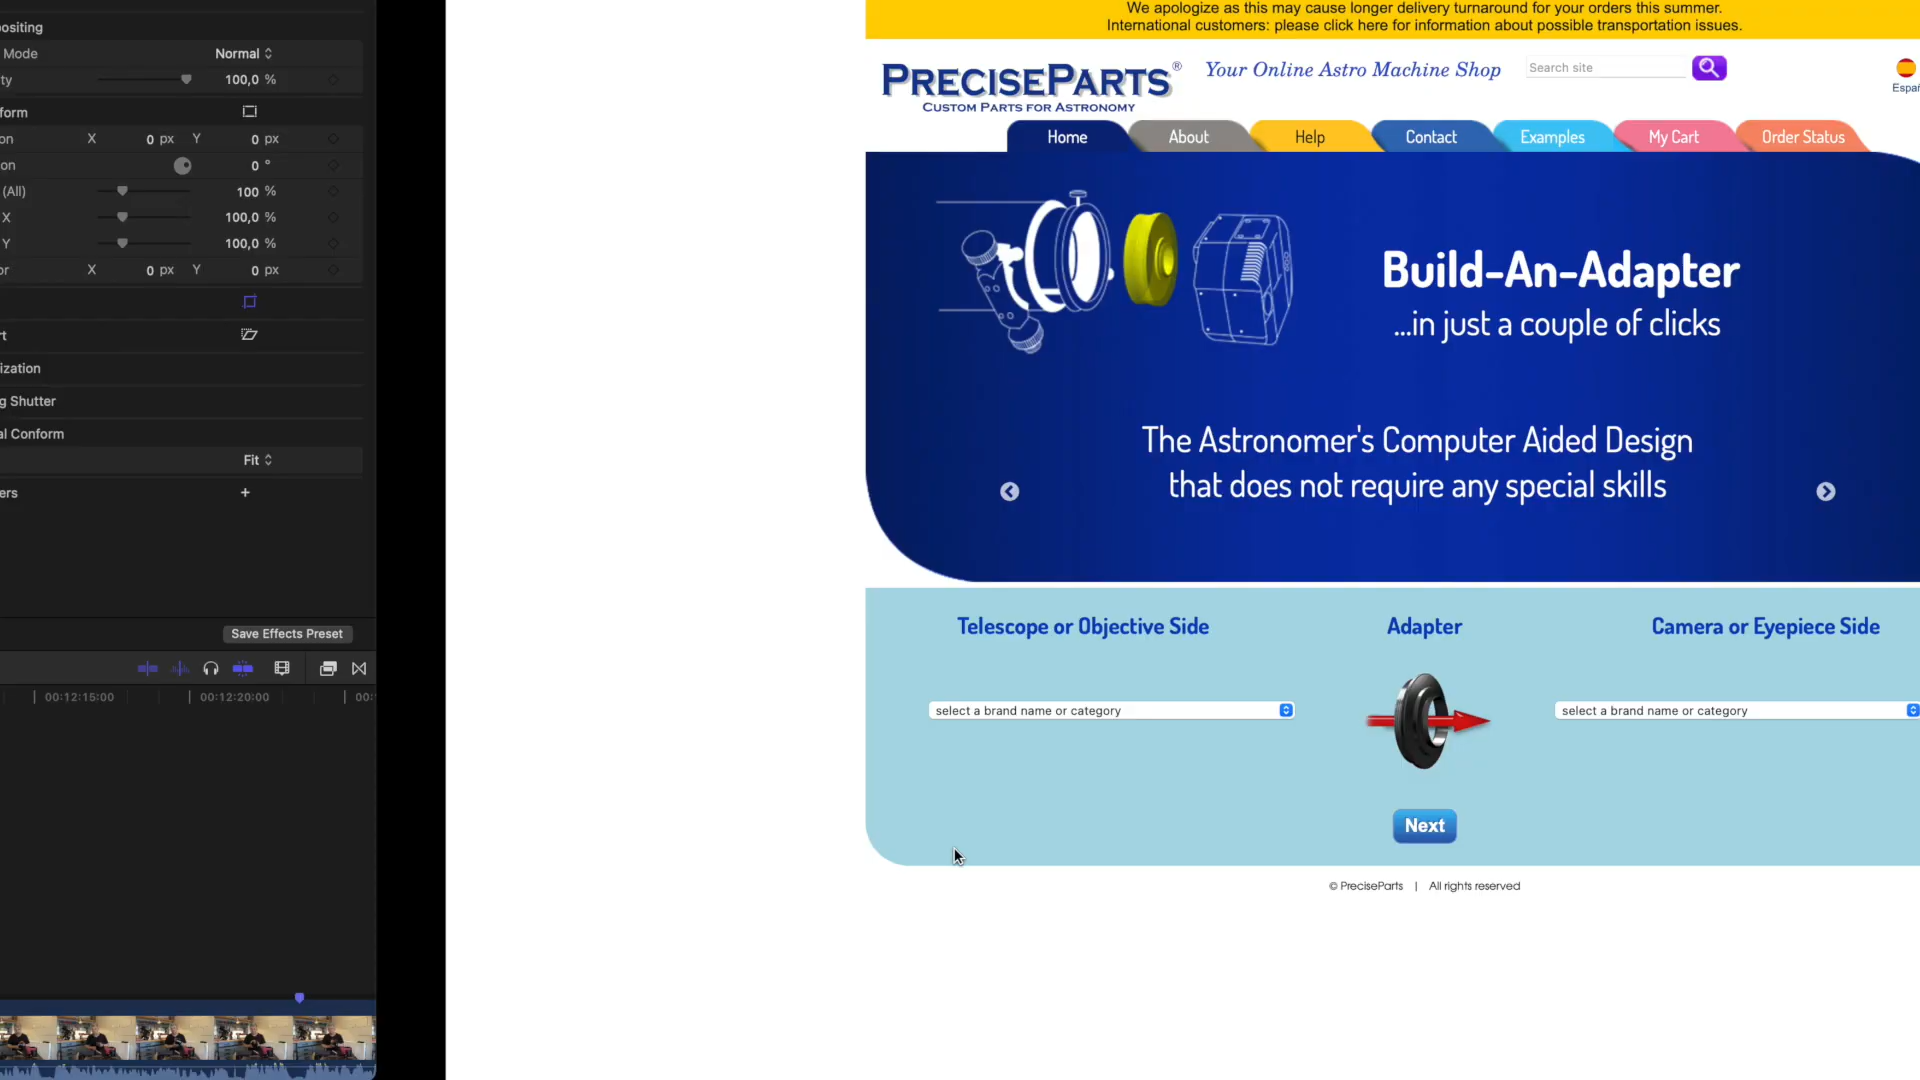 ositing
Mode
Normal
ty
100,0 %
form
on X 0 px Y 0 px
on 0 °
(All) 100 %
X 100,0 %
Y 100,0 %
or X 0 px Y 0 px
rt
ization
g Shutter
al Conform
Fit
ers +
Save Effects Preset
00:12:15:00 00:12:20:00 00:
We apologize as this may cause longer delivery turnaround for your orders this summer.
International customers: please click here for information about possible transportation issues.
PRECISEPARTS®
CUSTOM PARTS FOR ASTRONOMY
Your Online Astro Machine Shop
Search site
Españ
Home About Help Contact Examples My Cart Order Status
Build-An-Adapter
...in just a couple of clicks
The Astronomer's Computer Aided Design
that does not require any special skills
Telescope or Objective Side Adapter Camera or Eyepiece Side
select a brand name or category select a brand name or category
Next
© PreciseParts | All rights reserved